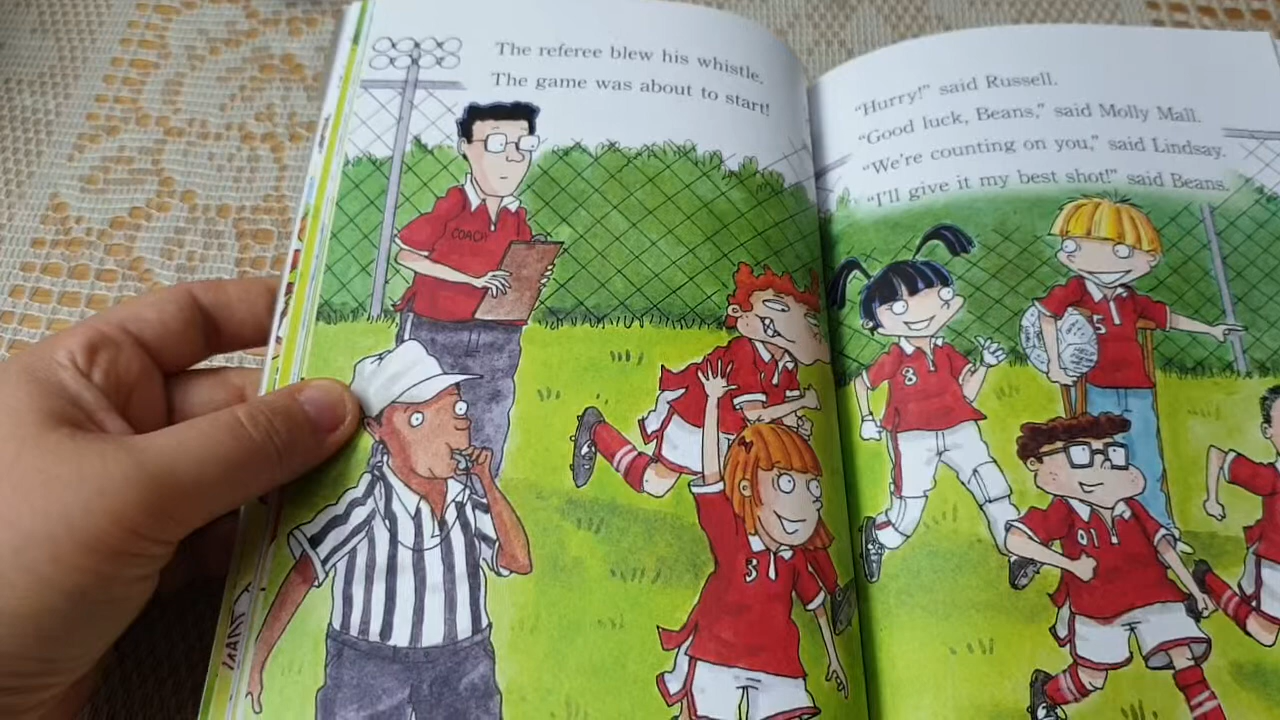 The referee blew his whistle.
The game was about to start!
COACH
3
"Hurry!" said Russell.
"Good luck, Beans," said Molly Mall.
"We're counting on you," said Lindsay.
"I'll give it my best shot!" said Beans.
8
5
01